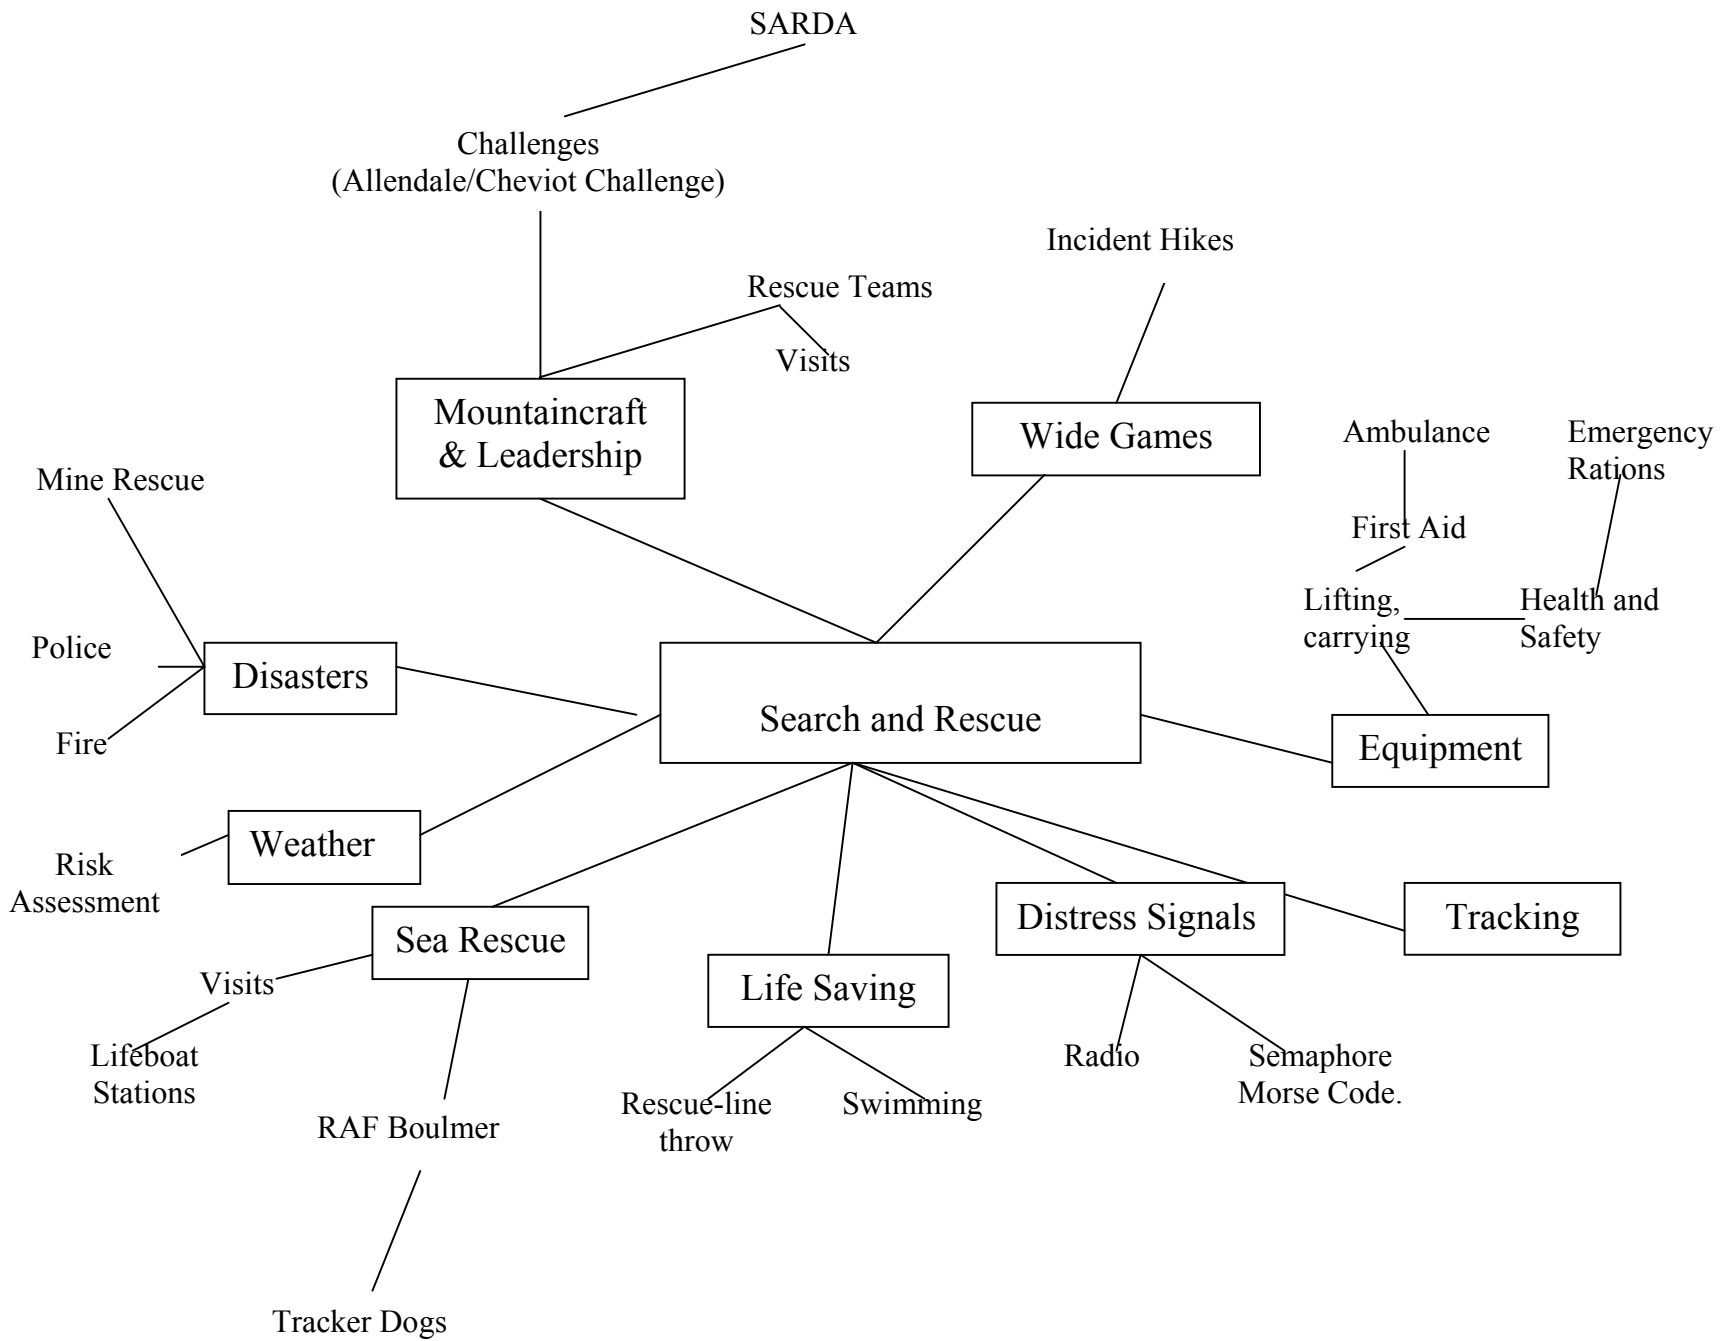 SARDA
Challenges
(Allendale/Cheviot Challenge)
Incident Hikes
Rescue Teams
Visits
Mountaincraft
& Leadership
Wide Games
Ambulance
Emergency
Rations
Mine Rescue
First Aid
Lifting,
carrying
Health and
Safety
Police
Disasters
Search and Rescue
Fire
Equipment
Weather
Risk
Assessment
Sea Rescue
Distress Signals
Tracking
Visits
Life Saving
Lifeboat
Stations
Radio
Semaphore
Morse Code.
RAF Boulmer
Rescue-line
throw
Swimming
Tracker Dogs